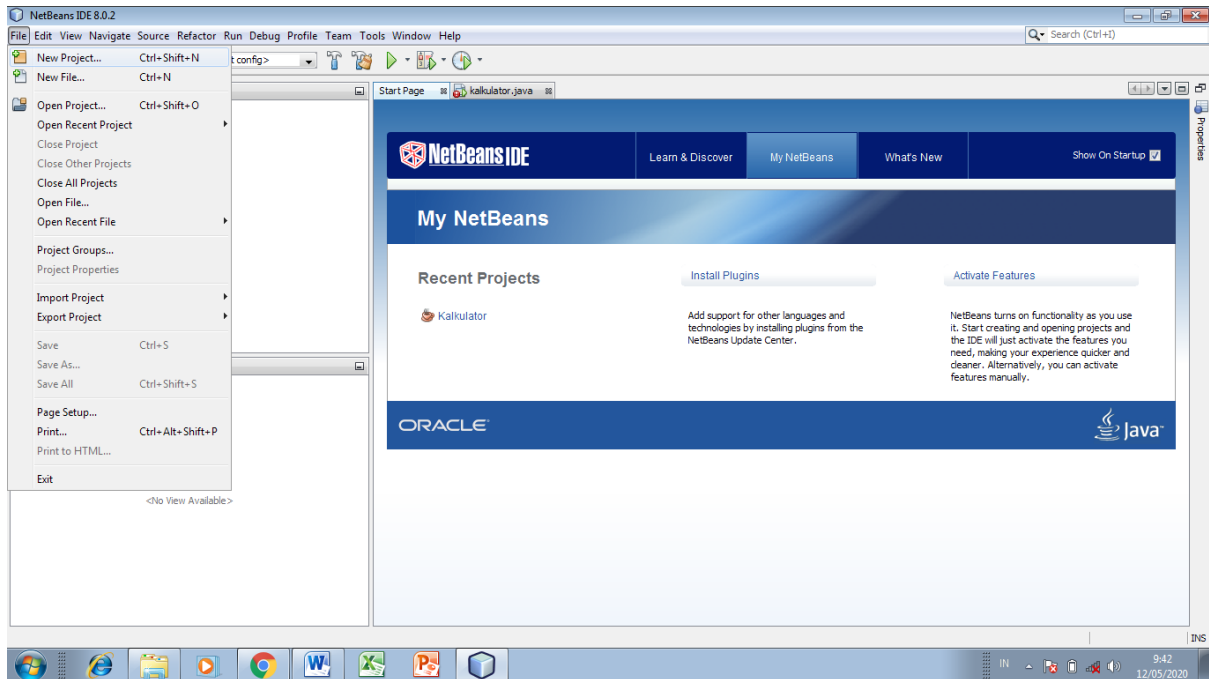 NetBeans IDE 8.0.2
File Edit View Navigate Source Refactor Run Debug Profile Team Tools Window Help
Search (Ctrl+I)
New Project... Ctrl+Shift+N
New File... Ctrl+N
Open Project... Ctrl+Shift+O
Open Recent Project
Close Project
Close Other Projects
Close All Projects
Open File...
Open Recent File
Project Groups...
Project Properties
Import Project
Export Project
Save Ctrl+S
Save As...
Save All Ctrl+Shift+S
Page Setup...
Print... Ctrl+Alt+Shift+P
Print to HTML...
Exit
config>
<No View Available>
Start Page
kalkulator.java
NetBeans IDE
Learn & Discover
My NetBeans
What's New
Show On Startup
My NetBeans
Recent Projects
Kalkulator
Install Plugins
Add support for other languages and
technologies by installing plugins from the
NetBeans Update Center.
Activate Features
NetBeans turns on functionality as you use
it. Start creating and opening projects and
the IDE will just activate the features you
need, making your experience quicker and
cleaner. Alternatively, you can activate
features manually.
ORACLE
Java
Properties
INS
IN
9:42
12/05/2020